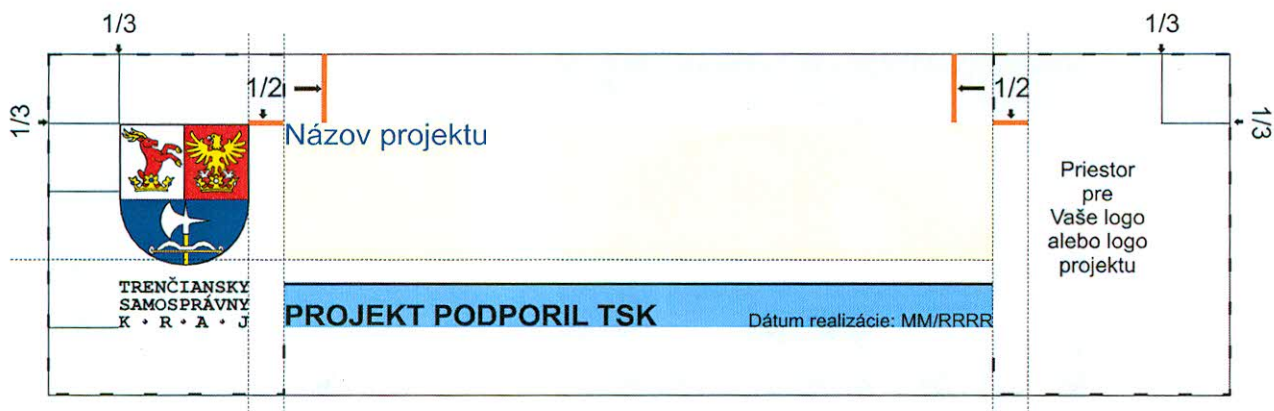 1/3
1/3
1/2
1/2
1/3
1/3
Názov projektu
Priestor
pre
Vaše logo
alebo logo
projektu
TRENČIANSKY
SAMOSPRÁVNY
K · R · A · J
PROJEKT PODPORIL TSK
Dátum realizácie: MM/RRRR